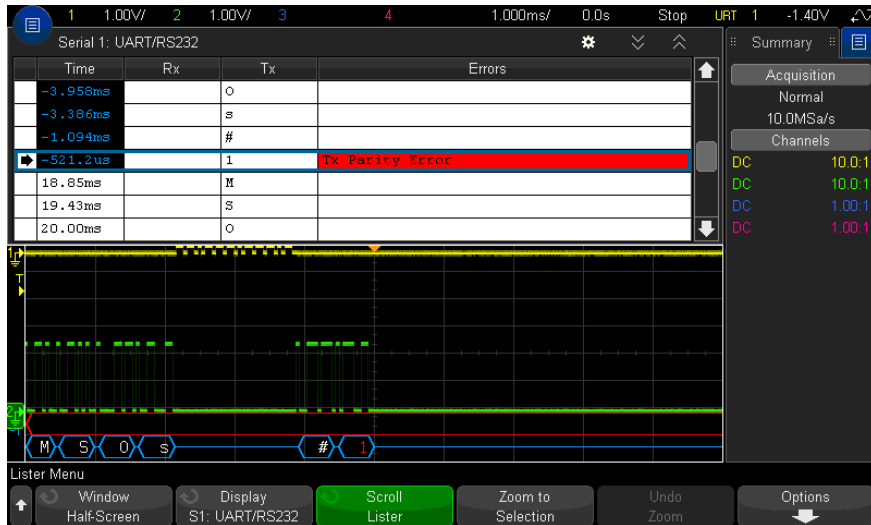 1 1.00V/ 2 1.00V/ 3 4 1.000ms/ 0.0s Stop URT 1 -1.40V
Serial 1: UART/RS232
Summary
Time Rx Tx Errors
Acquisition
-3.958ms O
Normal
-3.386ms s
10.0MSa/s
-1.094ms #
Channels
-521.2us 1 Tx Parity Error
DC 10.0:1
18.85ms M
DC 10.0:1
19.43ms S
DC 1.00:1
20.00ms O
DC 1.00:1
1
T
2
M S O s # 1
Lister Menu
Window
Half-Screen
Display
S1: UART/RS232
Scroll
Lister
Zoom to
Selection
Undo
Zoom
Options